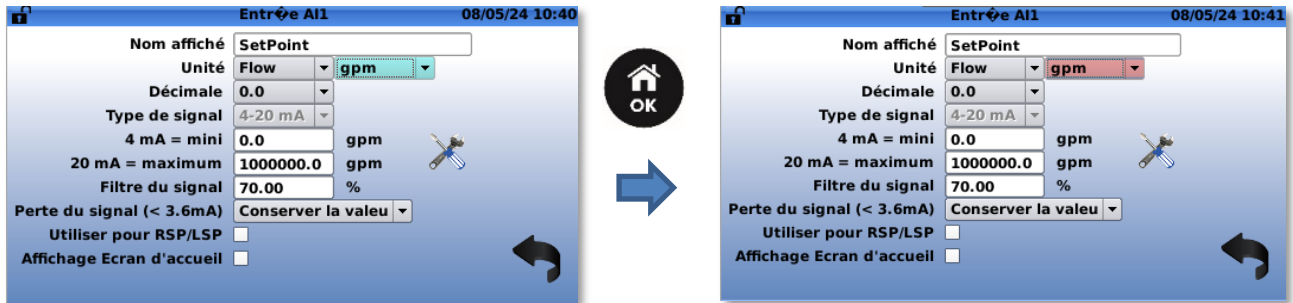 Entr�e AI1 08/05/24 10:40
Nom affiché SetPoint
Unité Flow gpm
Décimale 0.0
Type de signal 4-20 mA
4 mA = mini 0.0 gpm
20 mA = maximum 1000000.0 gpm
Filtre du signal 70.00 %
Perte du signal (< 3.6mA) Conserver la valeu
Utiliser pour RSP/LSP
Affichage Ecran d'accueil
OK
Entr�e AI1 08/05/24 10:41
Nom affiché SetPoint
Unité Flow gpm
Décimale 0.0
Type de signal 4-20 mA
4 mA = mini 0.0 gpm
20 mA = maximum 1000000.0 gpm
Filtre du signal 70.00 %
Perte du signal (< 3.6mA) Conserver la valeu
Utiliser pour RSP/LSP
Affichage Ecran d'accueil